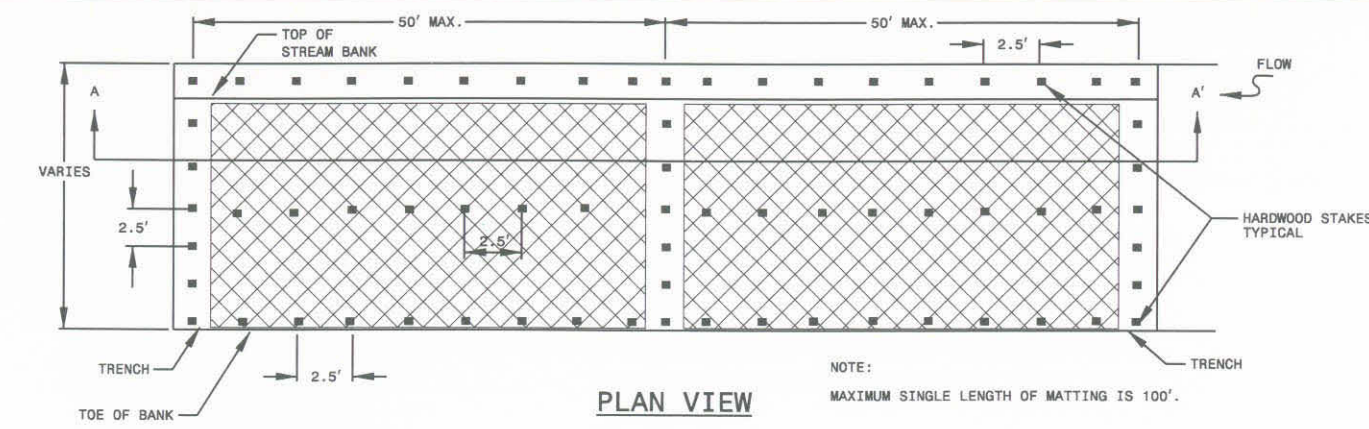 50' MAX.
50' MAX.
TOP OF
STREAM BANK
2.5'
FLOW
A
A'
VARIES
2.5'
2.5'
HARDWOOD STAKES
TYPICAL
TRENCH
2.5'
TOE OF BANK
PLAN VIEW
NOTE:
MAXIMUM SINGLE LENGTH OF MATTING IS 100'.
TRENCH